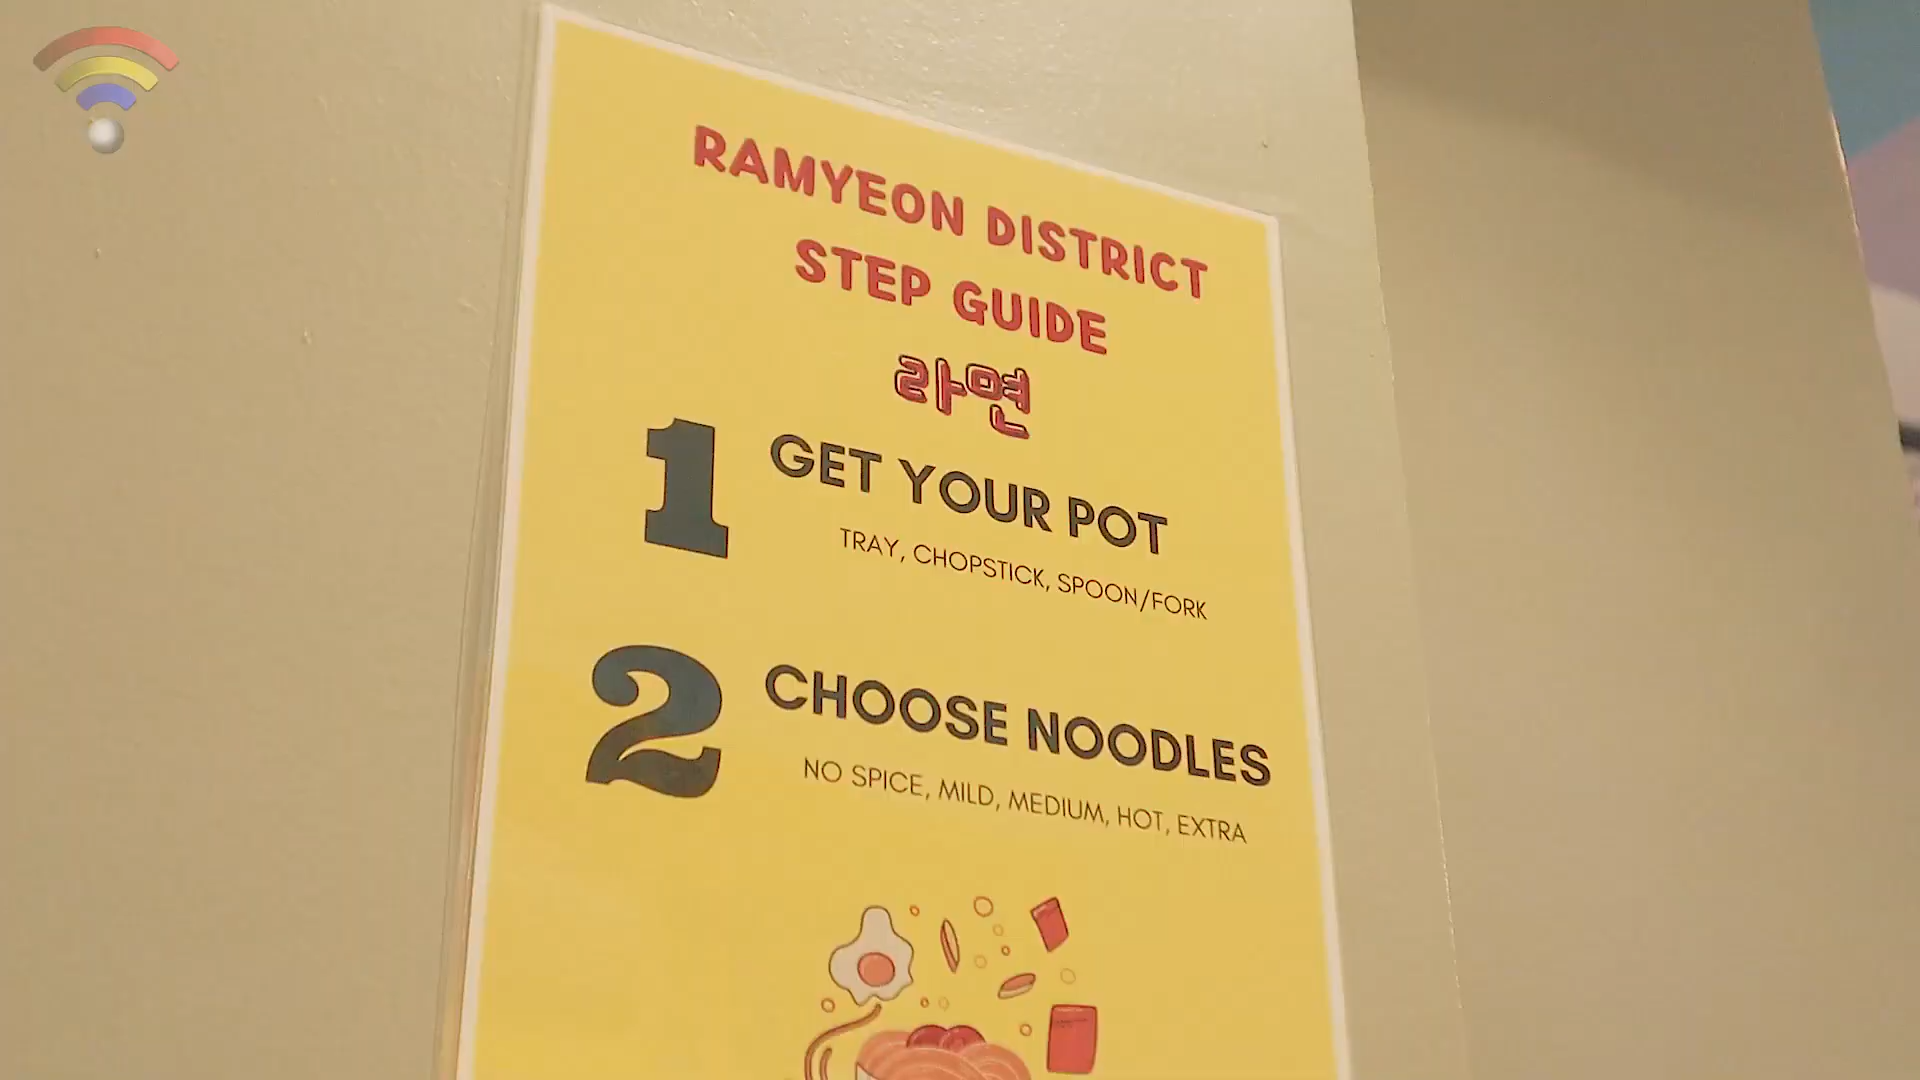 RAMYEON DISTRICT
STEP GUIDE
라면
1 GET YOUR POT
TRAY, CHOPSTICK, SPOON/FORK
2 CHOOSE NOODLES
NO SPICE, MILD, MEDIUM, HOT, EXTRA